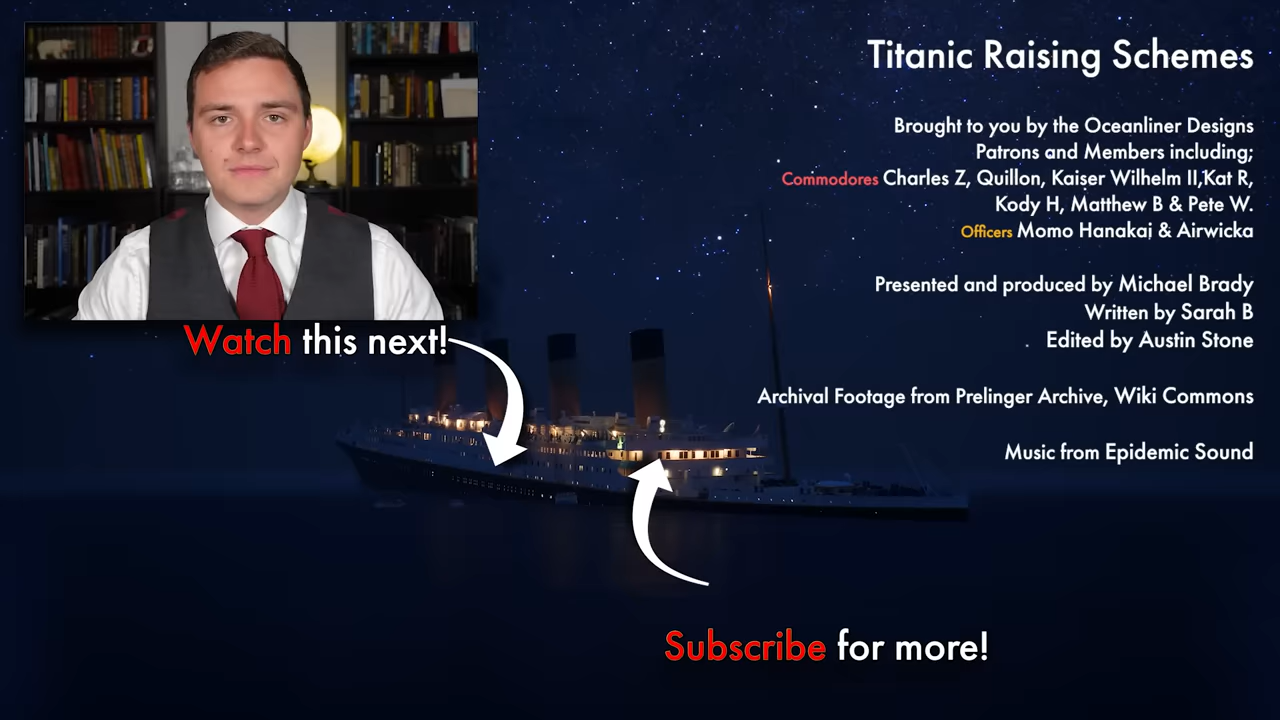 Titanic Raising Schemes
Brought to you by the Oceanliner Designs
Patrons and Members including;
Commodores Charles Z, Quillon, Kaiser Wilhelm II,Kat R,
Kody H, Matthew B & Pete W.
Officers Momo Hanakai & Airwicka
Presented and produced by Michael Brady
Written by Sarah B
. Edited by Austin Stone
Archival Footage from Prelinger Archive, Wiki Commons
Music from Epidemic Sound
Watch this next!
Subscribe for more!